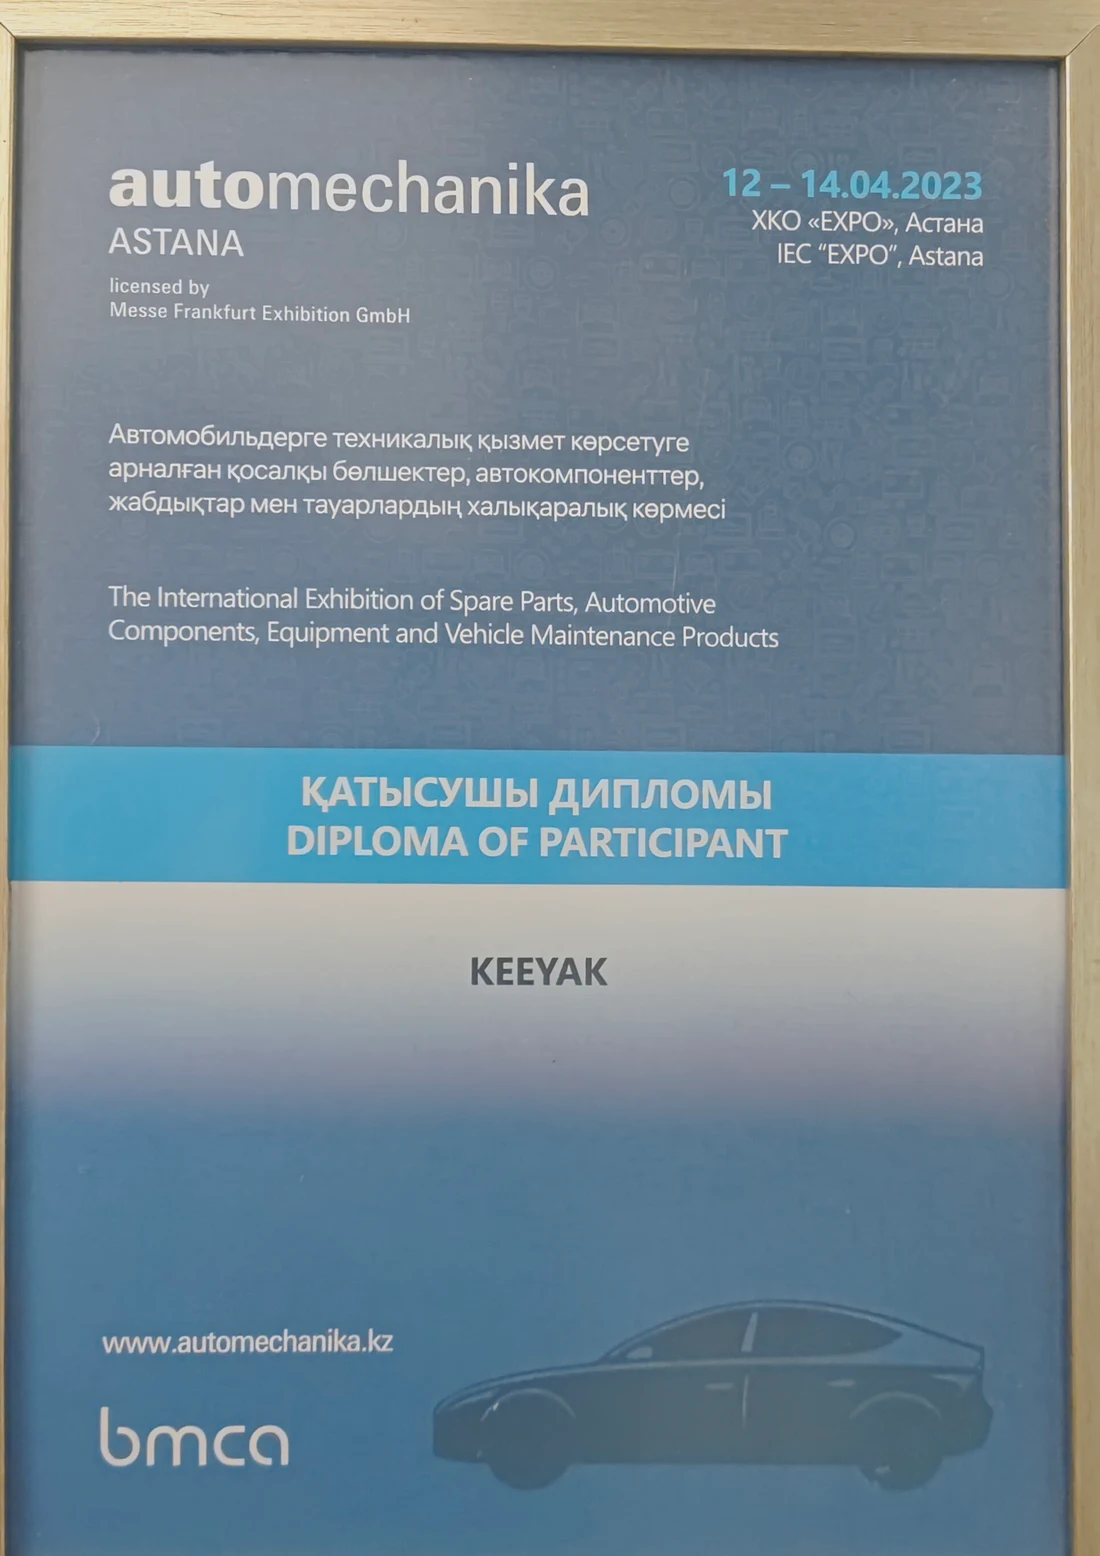 automechanika
ASTANA
licensed by
Messe Frankfurt Exhibition GmbH
12 – 14.04.2023
ХКО «EXPO», Астана
IEC “EXPO”, Astana
Автомобильдерге техникалық қызмет көрсетуге
арналған қосалқы бөлшектер, автокомпоненттер,
жабдықтар мен тауарлардың халықаралық көрмесі
The International Exhibition of Spare Parts, Automotive
Components, Equipment and Vehicle Maintenance Products
ҚАТЫСУШЫ ДИПЛОМЫ
DIPLOMA OF PARTICIPANT
KEEYAK
www.automechanika.kz
bmca